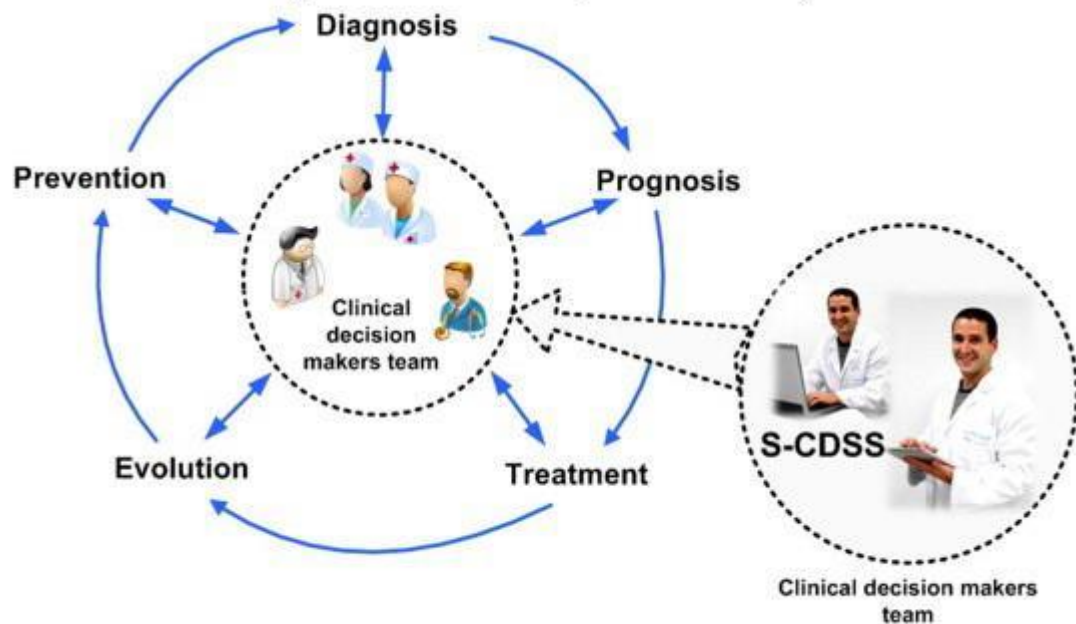 Diagnosis
Prevention
Prognosis
Clinical
decision
makers team
S-CDSS
Evolution
Treatment
Clinical decision makers
team